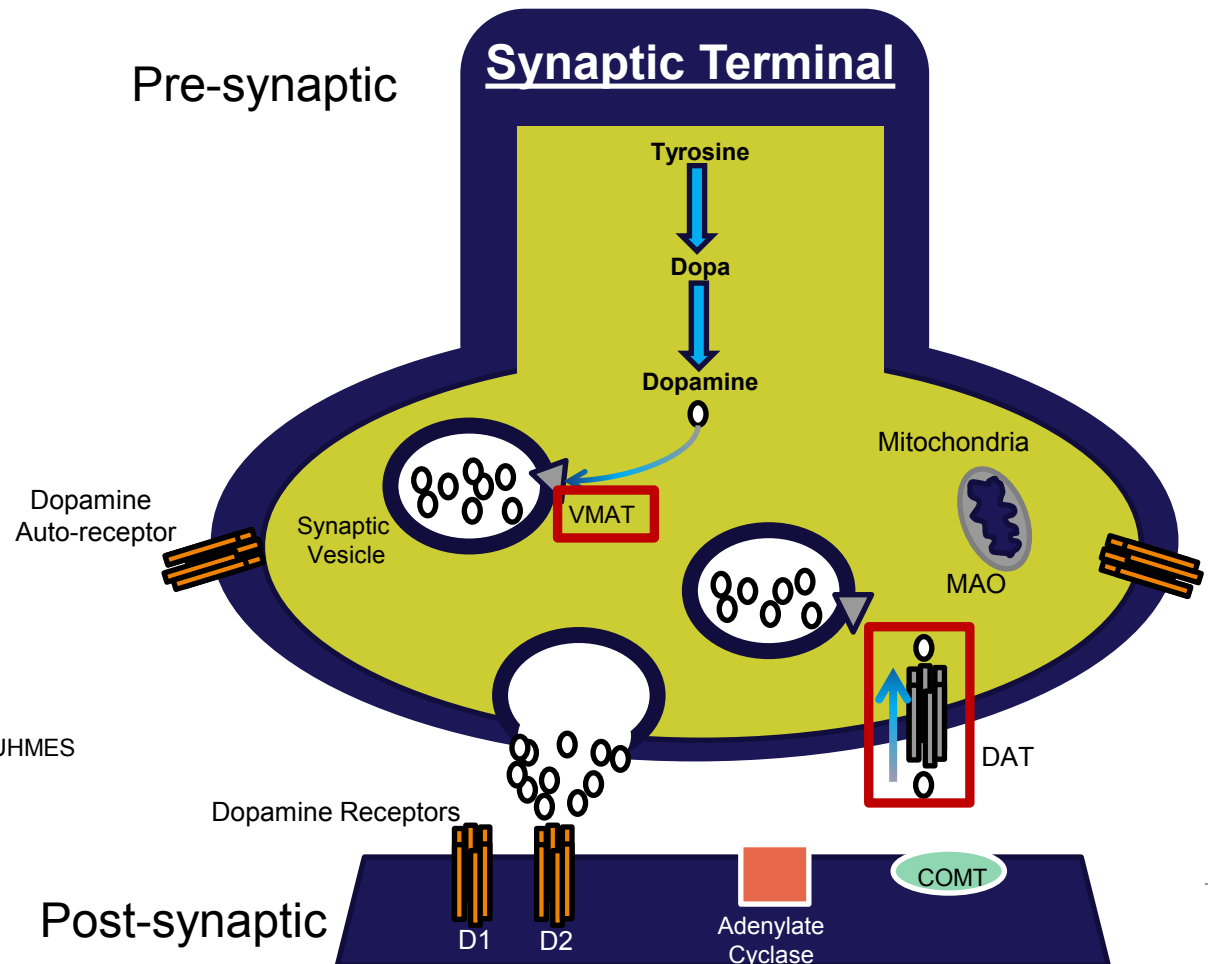 Synaptic Terminal
Pre-synaptic
Tyrosine
Dopa
Dopamine
Mitochondria
Dopamine
Auto-receptor
Synaptic
Vesicle
VMAT
MAO
UHMES
DAT
Dopamine Receptors
COMT
Post-synaptic
D1
D2
Adenylate
Cyclase